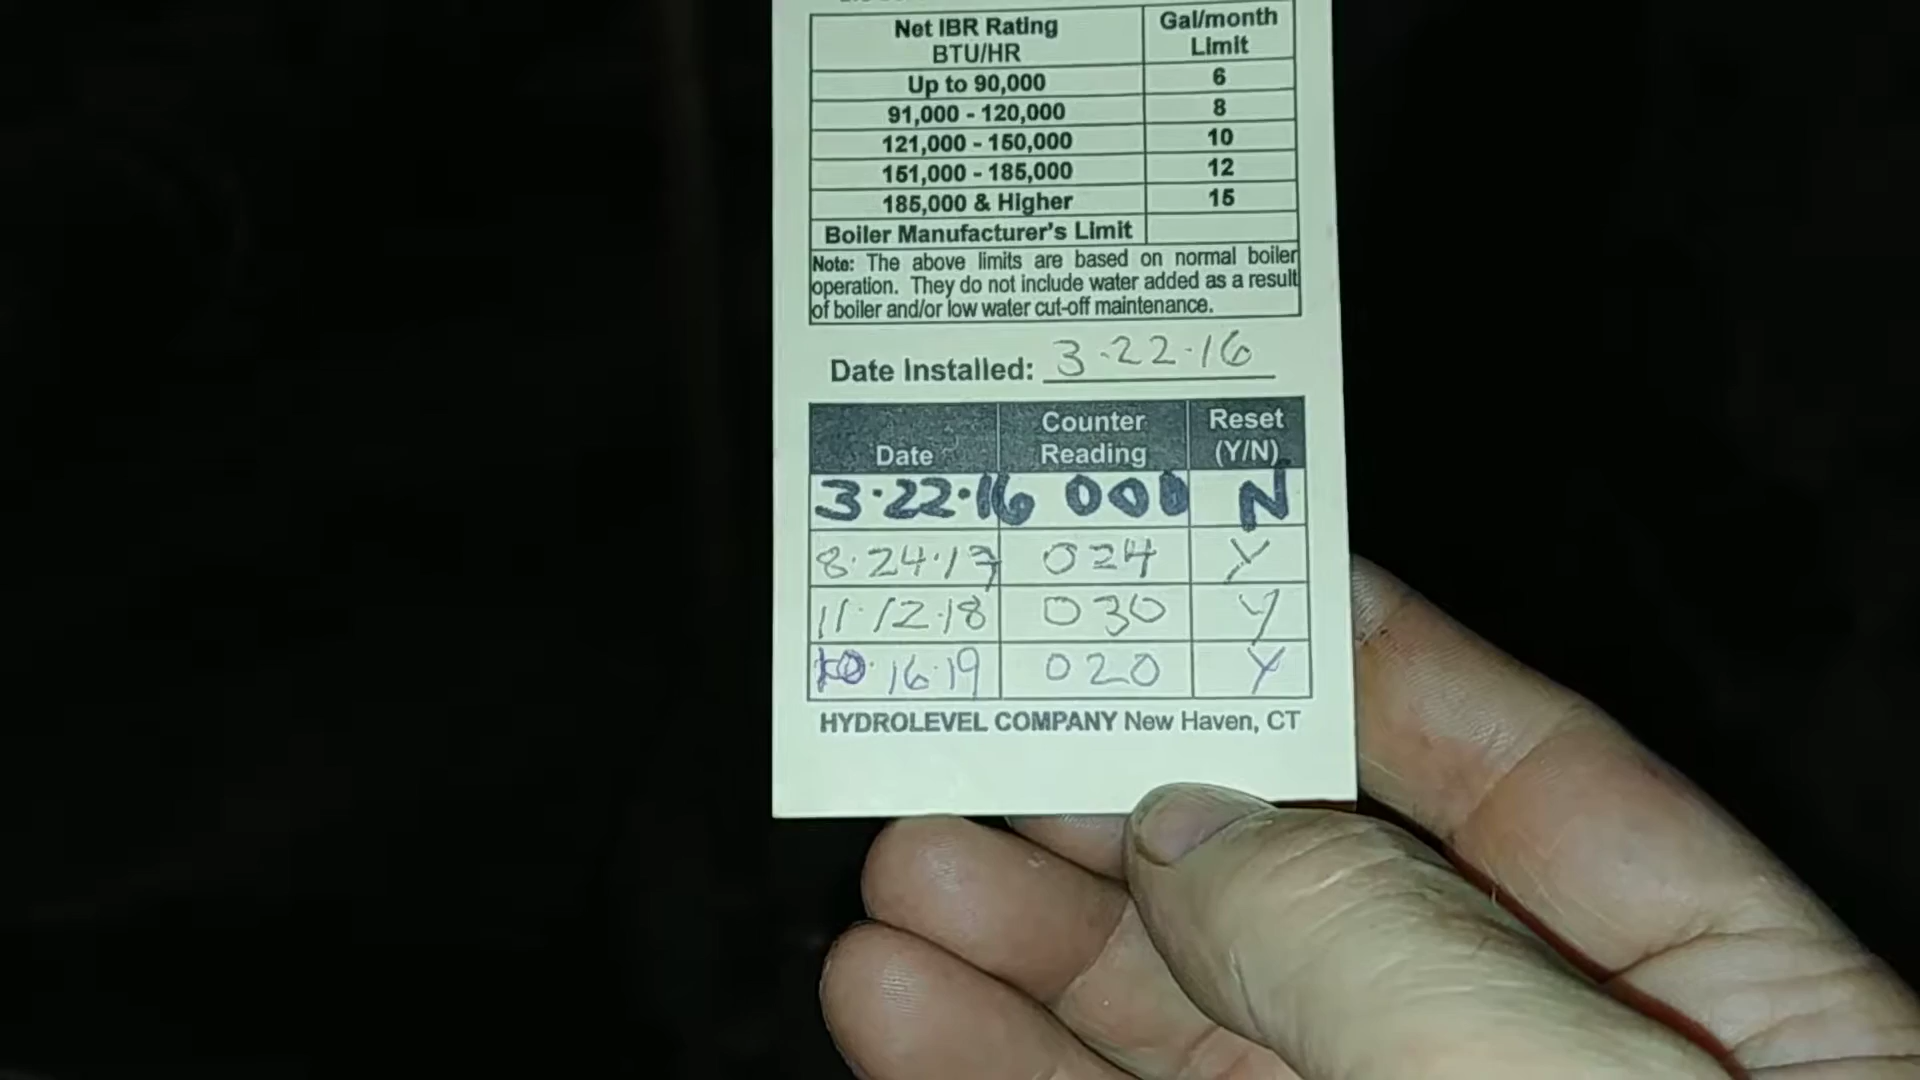 Net IBR Rating BTU/HR Gal/month Limit
Up to 90,000 6
91,000 - 120,000 8
121,000 - 150,000 10
151,000 - 185,000 12
185,000 & Higher 15
Boiler Manufacturer's Limit
Note: The above limits are based on normal boiler
operation. They do not include water added as a result
of boiler and/or low water cut-off maintenance.
Date Installed: 3·22·16
Date Counter Reading Reset (Y/N)
3·22·16 000 N
8·24·17 024 Y
11·12·18 030 Y
10·16·19 020 Y
HYDROLEVEL COMPANY New Haven, CT